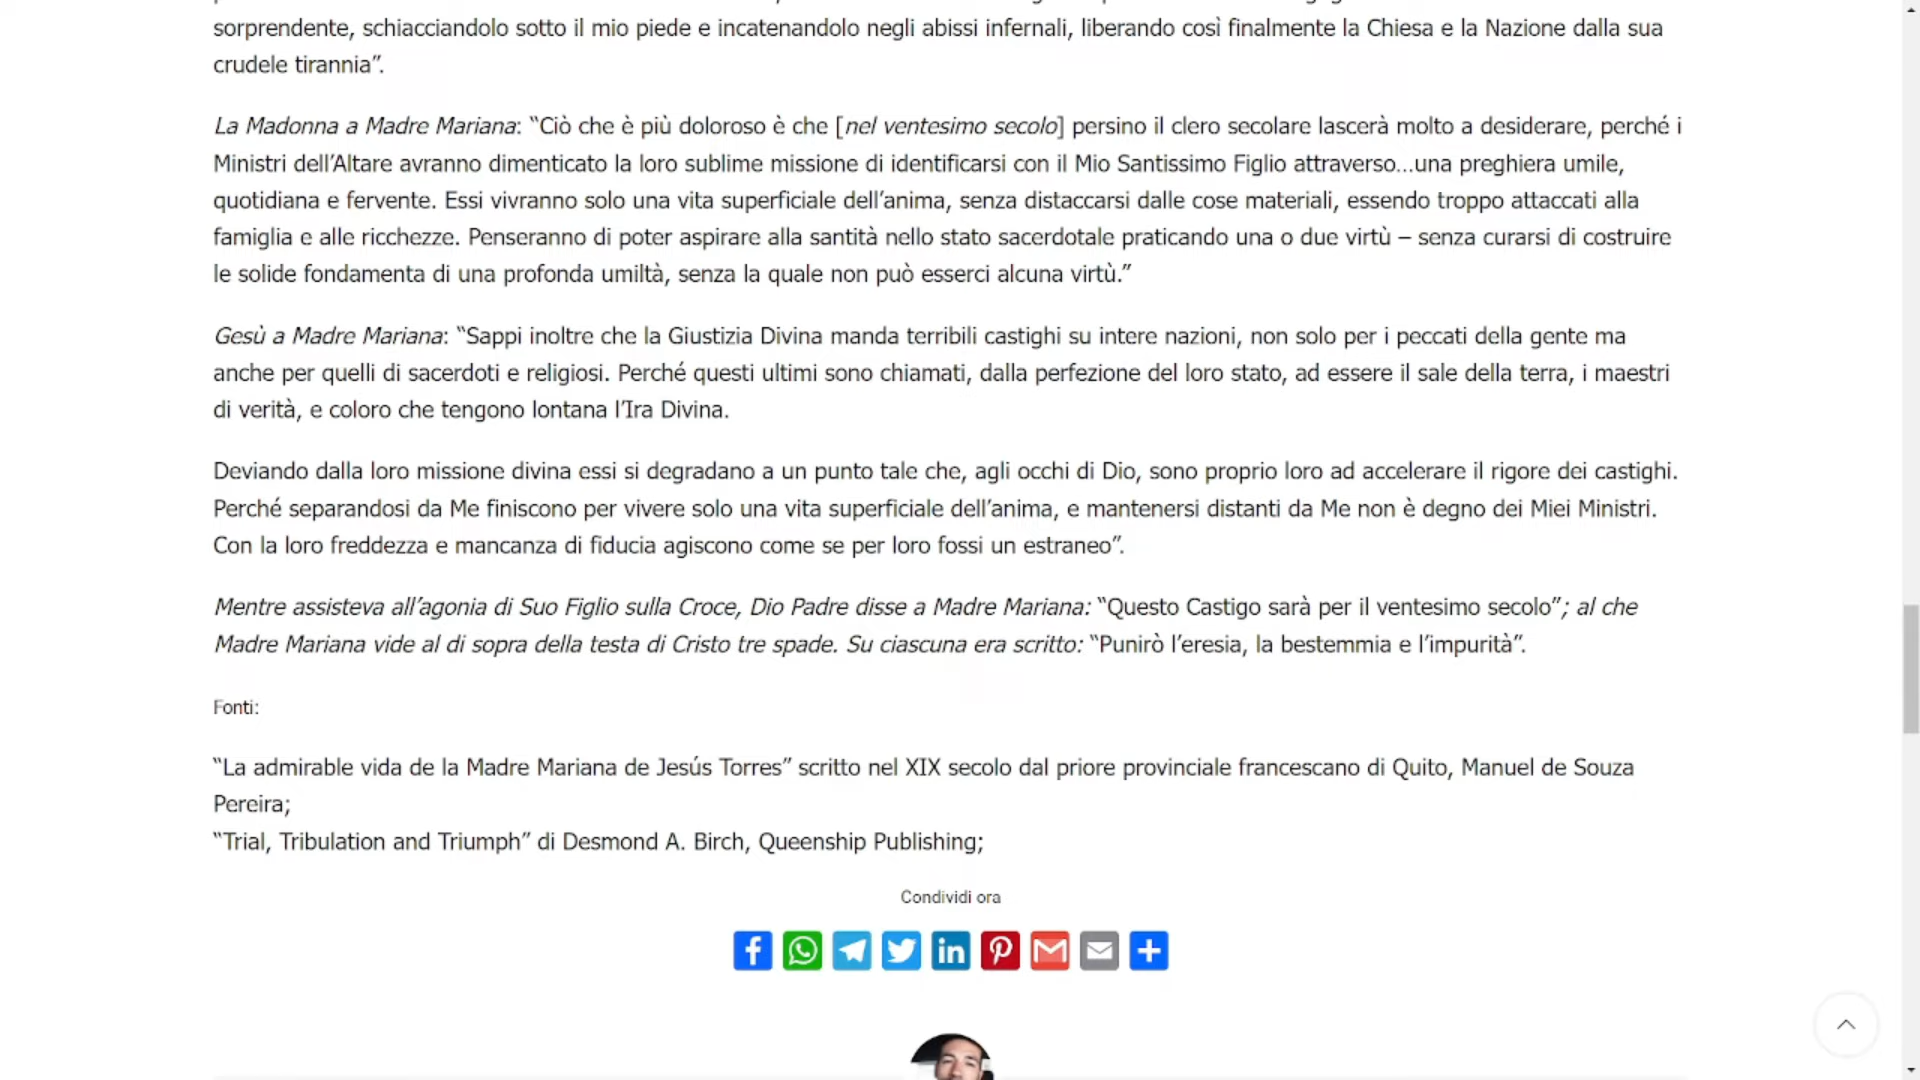 sorprendente, schiacciandolo sotto il mio piede e incatenandolo negli abissi infernali, liberando così finalmente la Chiesa e la Nazione dalla sua
crudele tirannia”.
La Madonna a Madre Mariana: “Ciò che è più doloroso è che [nel ventesimo secolo] persino il clero secolare lascerà molto a desiderare, perché i
Ministri dell’Altare avranno dimenticato la loro sublime missione di identificarsi con il Mio Santissimo Figlio attraverso…una preghiera umile,
quotidiana e fervente. Essi vivranno solo una vita superficiale dell’anima, senza distaccarsi dalle cose materiali, essendo troppo attaccati alla
famiglia e alle ricchezze. Penseranno di poter aspirare alla santità nello stato sacerdotale praticando una o due virtù – senza curarsi di costruire
le solide fondamenta di una profonda umiltà, senza la quale non può esserci alcuna virtù.”
Gesù a Madre Mariana: “Sappi inoltre che la Giustizia Divina manda terribili castighi su intere nazioni, non solo per i peccati della gente ma
anche per quelli di sacerdoti e religiosi. Perché questi ultimi sono chiamati, dalla perfezione del loro stato, ad essere il sale della terra, i maestri
di verità, e coloro che tengono lontana l’Ira Divina.
Deviando dalla loro missione divina essi si degradano a un punto tale che, agli occhi di Dio, sono proprio loro ad accelerare il rigore dei castighi.
Perché separandosi da Me finiscono per vivere solo una vita superficiale dell’anima, e mantenersi distanti da Me non è degno dei Miei Ministri.
Con la loro freddezza e mancanza di fiducia agiscono come se per loro fossi un estraneo”.
Mentre assisteva all’agonia di Suo Figlio sulla Croce, Dio Padre disse a Madre Mariana: “Questo Castigo sarà per il ventesimo secolo”; al che
Madre Mariana vide al di sopra della testa di Cristo tre spade. Su ciascuna era scritto: “Punirò l’eresia, la bestemmia e l’impurità”.
Fonti:
“La admirable vida de la Madre Mariana de Jesús Torres” scritto nel XIX secolo dal priore provinciale francescano di Quito, Manuel de Souza
Pereira;
“Trial, Tribulation and Triumph” di Desmond A. Birch, Queenship Publishing;
Condividi ora